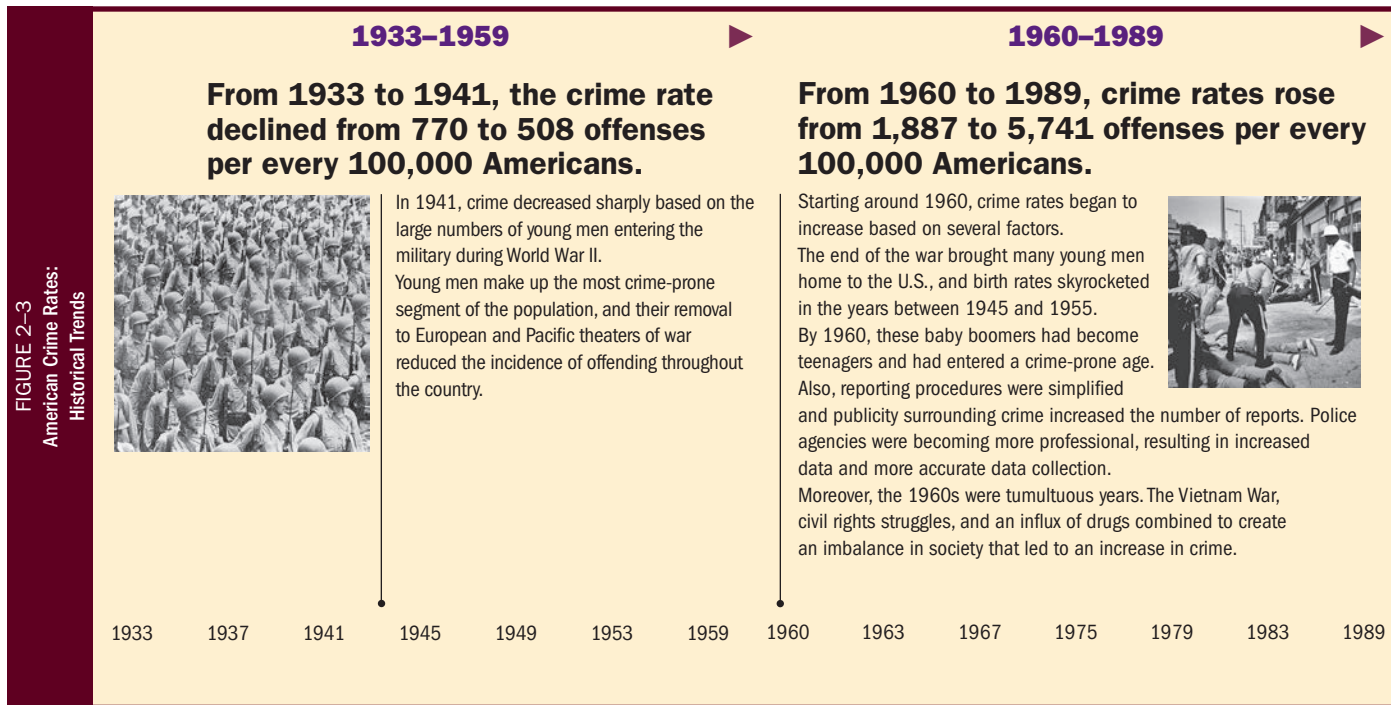 FIGURE 2–3
American Crime Rates:
Historical Trends
1933–1959
From 1933 to 1941, the crime rate
declined from 770 to 508 offenses
per every 100,000 Americans.
In 1941, crime decreased sharply based on the
large numbers of young men entering the
military during World War II.
Young men make up the most crime-prone
segment of the population, and their removal
to European and Pacific theaters of war
reduced the incidence of offending throughout
the country.
1960–1989
From 1960 to 1989, crime rates rose
from 1,887 to 5,741 offenses per every
100,000 Americans.
Starting around 1960, crime rates began to
increase based on several factors.
The end of the war brought many young men
home to the U.S., and birth rates skyrocketed
in the years between 1945 and 1955.
By 1960, these baby boomers had become
teenagers and had entered a crime-prone age.
Also, reporting procedures were simplified
and publicity surrounding crime increased the number of reports. Police
agencies were becoming more professional, resulting in increased
data and more accurate data collection.
Moreover, the 1960s were tumultuous years. The Vietnam War,
civil rights struggles, and an influx of drugs combined to create
an imbalance in society that led to an increase in crime.
1933 1937 1941 1945 1949 1953 1959 1960 1963 1967 1975 1979 1983 1989